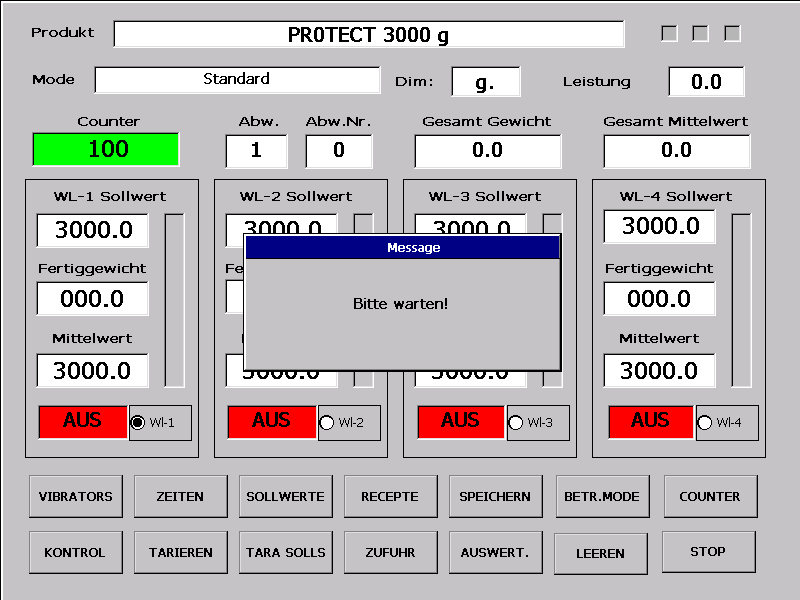 Produkt PR0TECT 3000 g
Mode Standard Dim: g. Leistung 0.0
Counter Abw. Abw.Nr. Gesamt Gewicht Gesamt Mittelwert
100 1 0 0.0 0.0
WL-1 Sollwert WL-2 Sollwert WL-3 Sollwert WL-4 Sollwert
3000.0 3000.0 3000.0 3000.0
Message
Bitte warten!
Fertiggewicht Fe Fertiggewicht
000.0 000.0
Mittelwert Mittelwert
3000.0 3000.0 3000.0 3000.0
AUS Wl-1 AUS Wl-2 AUS Wl-3 AUS Wl-4
VIBRATORS ZEITEN SOLLWERTE RECEPTE SPEICHERN BETR.MODE COUNTER
KONTROL TARIEREN TARA SOLLS ZUFUHR AUSWERT. LEEREN STOP